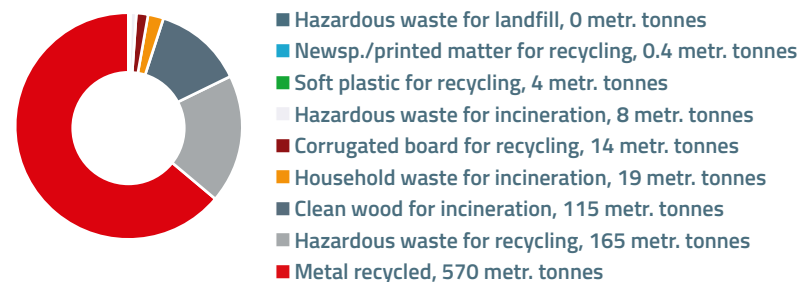 Hazardous waste for landfill, 0 metr. tonnes
Newsp./printed matter for recycling, 0.4 metr. tonnes
Soft plastic for recycling, 4 metr. tonnes
Hazardous waste for incineration, 8 metr. tonnes
Corrugated board for recycling, 14 metr. tonnes
Household waste for incineration, 19 metr. tonnes
Clean wood for incineration, 115 metr. tonnes
Hazardous waste for recycling, 165 metr. tonnes
Metal recycled, 570 metr. tonnes